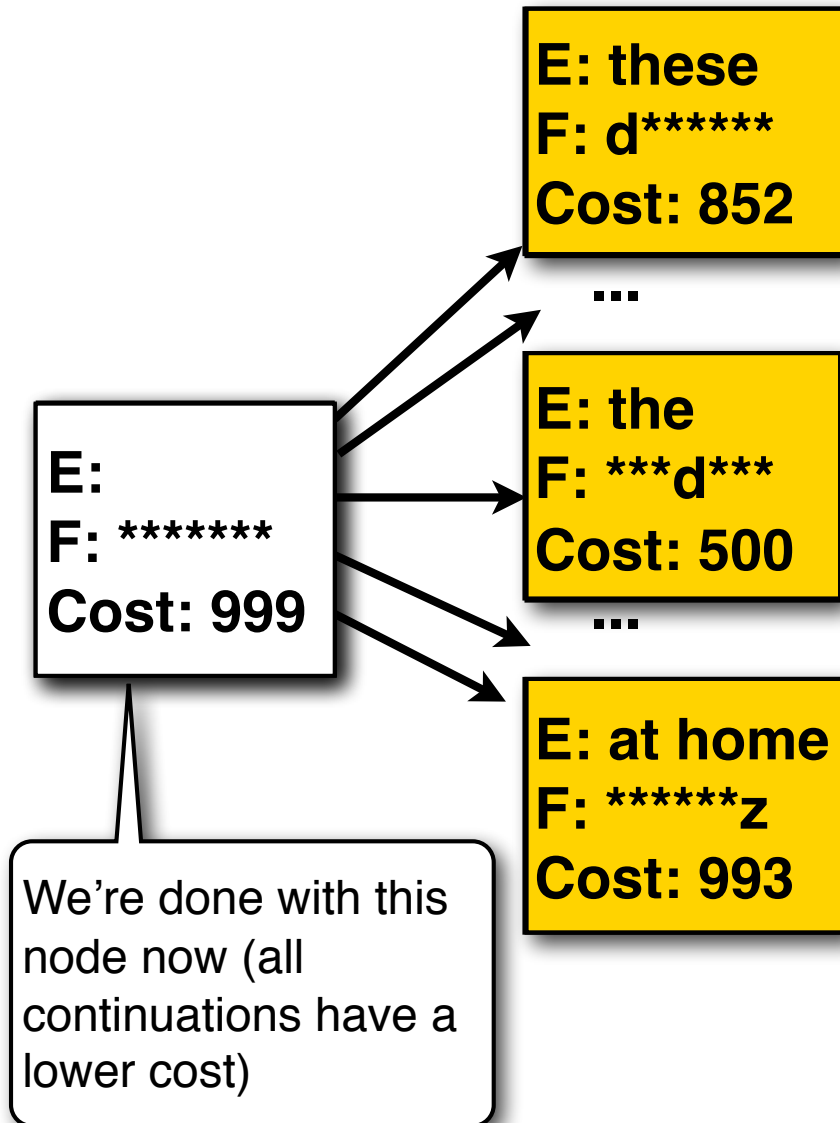 E: these
F: d******
Cost: 852
...
E: the
F: ***d***
Cost: 500
...
E: at home
F: ******z
Cost: 993
E:
F: *******
Cost: 999
We’re done with this
node now (all
continuations have a
lower cost)